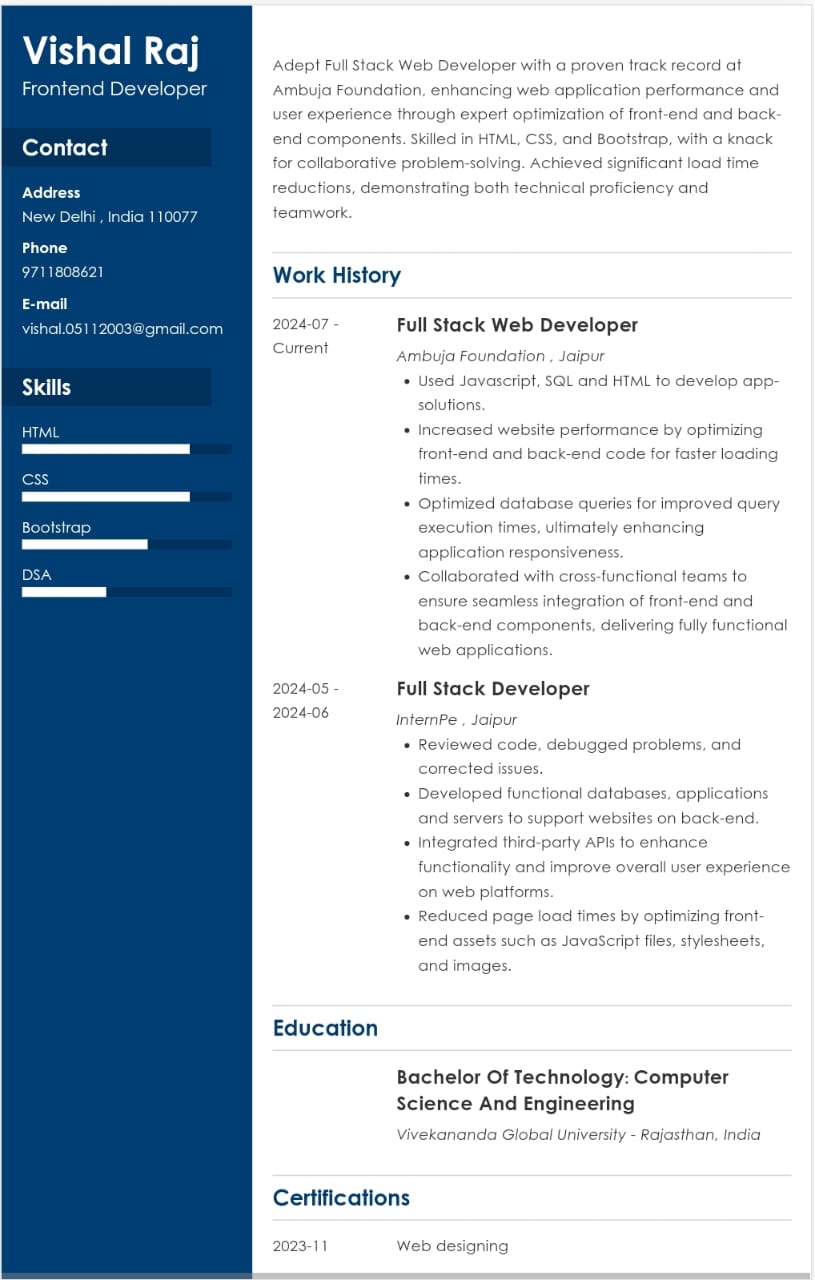 Vishal Raj
Frontend Developer
Contact
Address
New Delhi , India 110077
Phone
9711808621
E-mail
vishal.05112003@gmail.com
Skills
HTML
CSS
Bootstrap
DSA
Adept Full Stack Web Developer with a proven track record at
Ambuja Foundation, enhancing web application performance and
user experience through expert optimization of front-end and back-
end components. Skilled in HTML, CSS, and Bootstrap, with a knack
for collaborative problem-solving. Achieved significant load time
reductions, demonstrating both technical proficiency and
teamwork.
Work History
2024-07 -
Current
Full Stack Web Developer
Ambuja Foundation , Jaipur
• Used Javascript, SQL and HTML to develop app-
solutions.
• Increased website performance by optimizing
front-end and back-end code for faster loading
times.
• Optimized database queries for improved query
execution times, ultimately enhancing
application responsiveness.
• Collaborated with cross-functional teams to
ensure seamless integration of front-end and
back-end components, delivering fully functional
web applications.
2024-05 -
2024-06
Full Stack Developer
InternPe , Jaipur
• Reviewed code, debugged problems, and
corrected issues.
• Developed functional databases, applications
and servers to support websites on back-end.
• Integrated third-party APIs to enhance
functionality and improve overall user experience
on web platforms.
• Reduced page load times by optimizing front-
end assets such as JavaScript files, stylesheets,
and images.
Education
Bachelor Of Technology: Computer
Science And Engineering
Vivekananda Global University - Rajasthan, India
Certifications
2023-11
Web designing